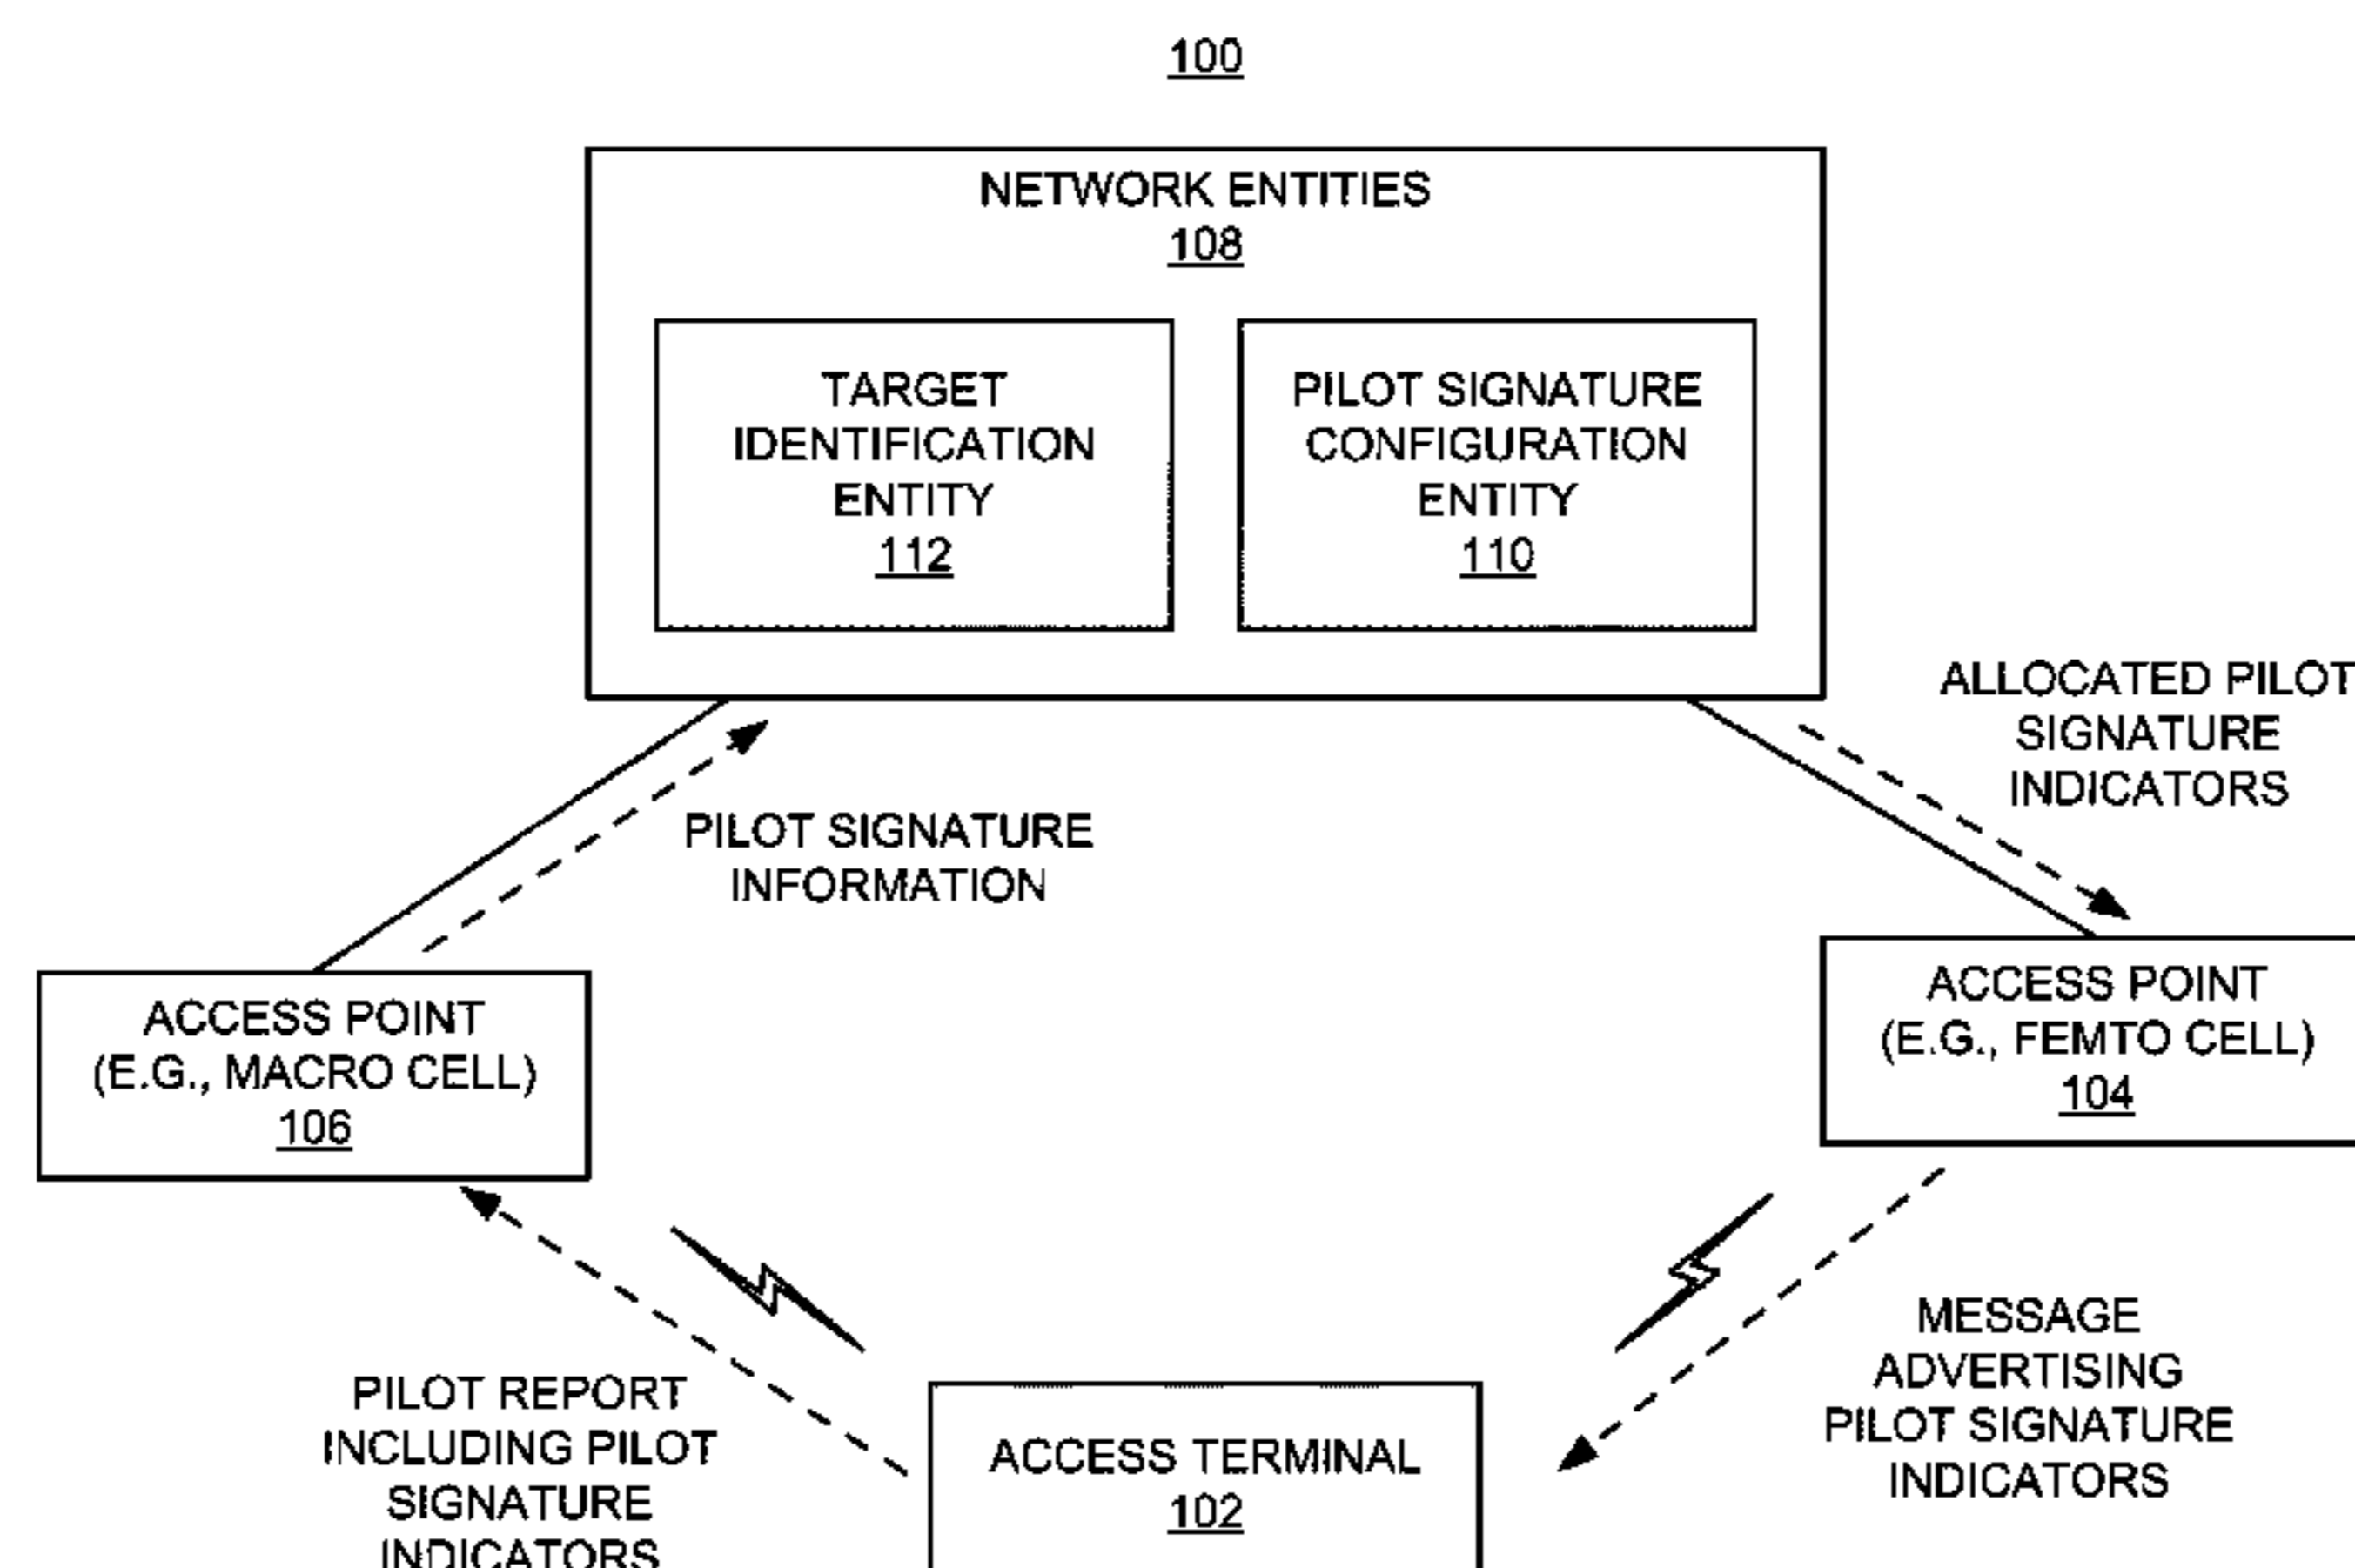 100
NETWORK ENTITIES
108
TARGET
IDENTIFICATION
ENTITY
112
PILOT SIGNATURE
CONFIGURATION
ENTITY
110
ALLOCATED PILOT
SIGNATURE
INDICATORS
PILOT SIGNATURE
INFORMATION
ACCESS POINT
(E.G., MACRO CELL)
106
ACCESS POINT
(E.G., FEMTO CELL)
104
PILOT REPORT
INCLUDING PILOT
SIGNATURE
INDICATORS
ACCESS TERMINAL
102
MESSAGE
ADVERTISING
PILOT SIGNATURE
INDICATORS